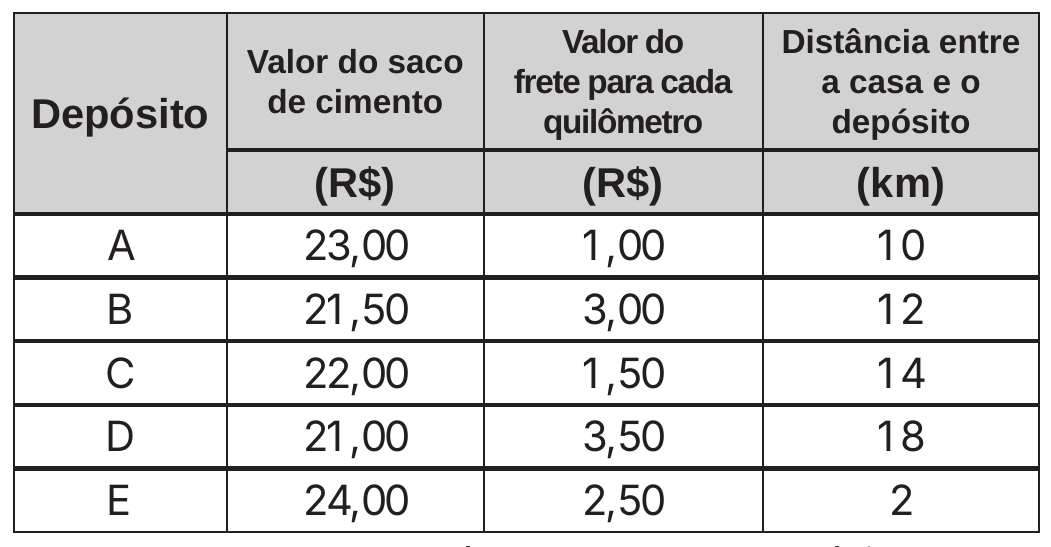 Depósito
Valor do saco
de cimento
Valor do
frete para cada
quilômetro
Distância entre
a casa e o
depósito
(R$) (R$) (km)
A 23,00 1,00 10
B 21,50 3,00 12
C 22,00 1,50 14
D 21,00 3,50 18
E 24,00 2,50 2